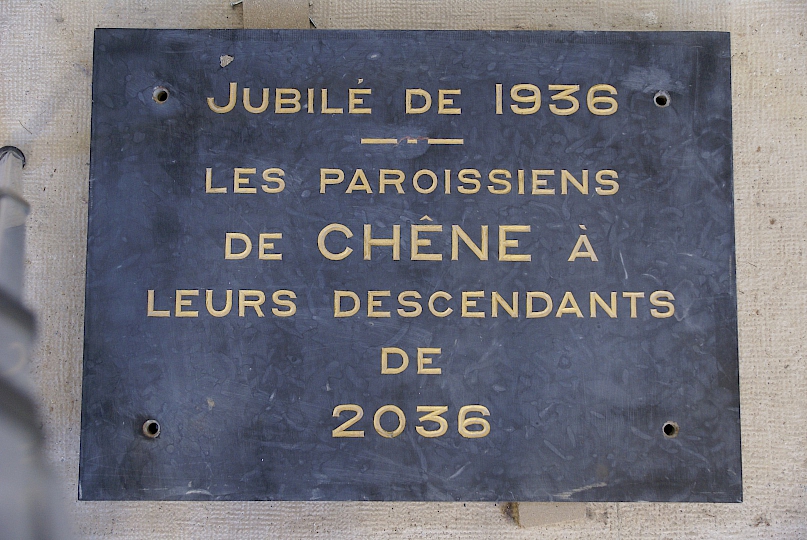 JUBILÉ DE 1936
LES PAROISSIENS
DE CHÊNE À
LEURS DESCENDANTS
DE
2036